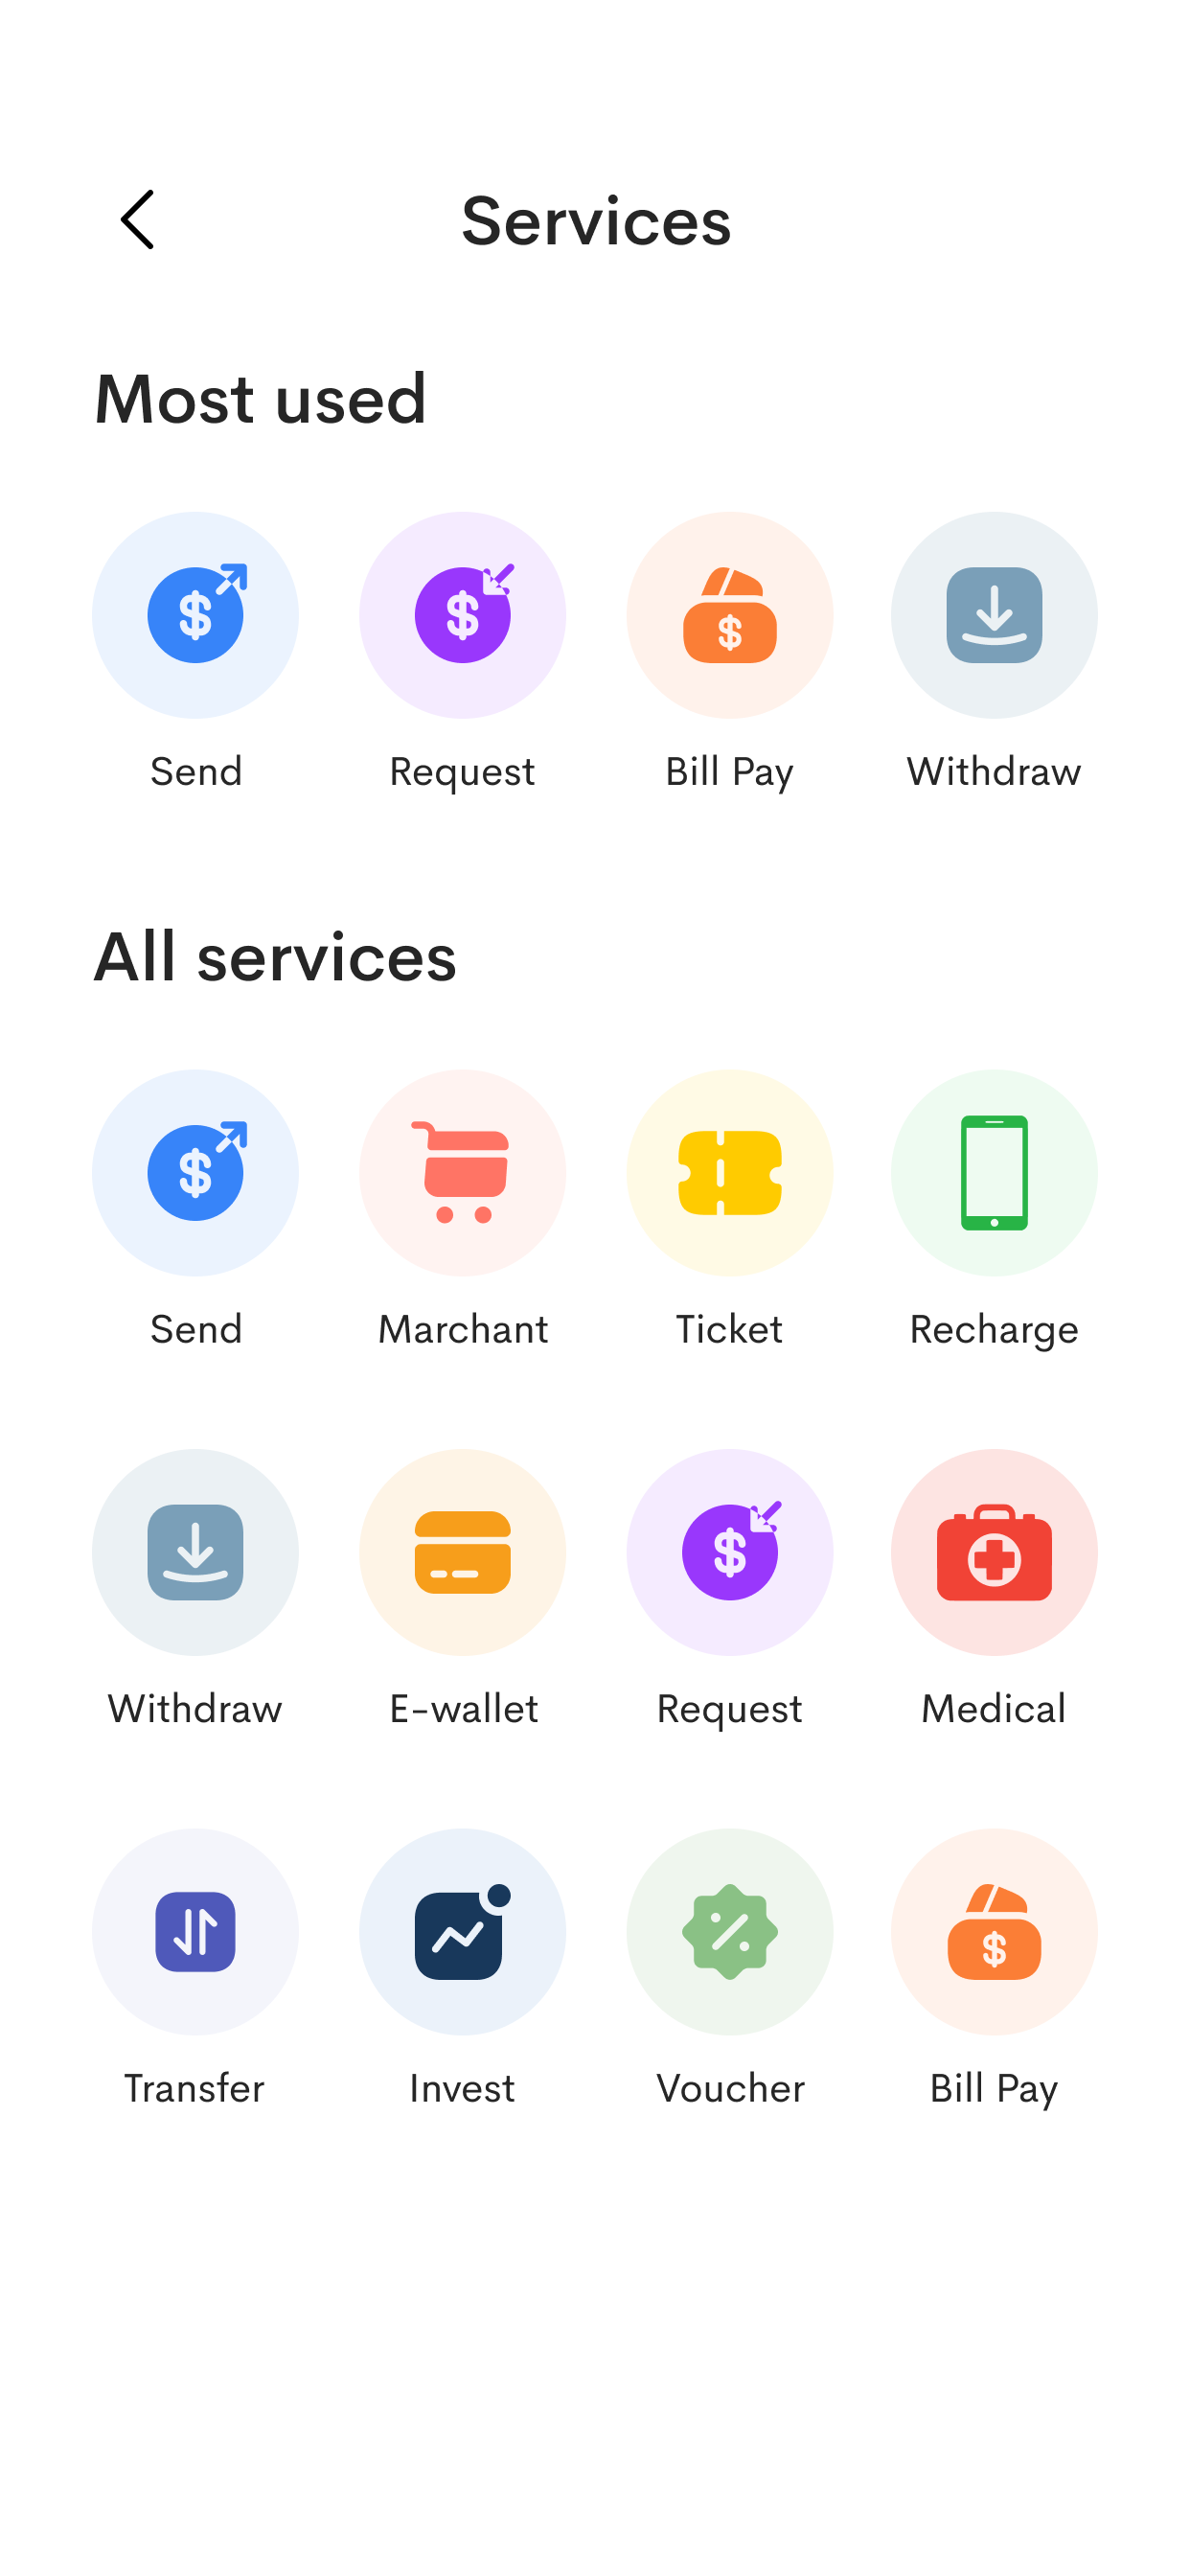 Services
Most used
Send Request Bill Pay Withdraw
All services
Send Marchant Ticket Recharge
Withdraw E-wallet Request Medical
Transfer Invest Voucher Bill Pay